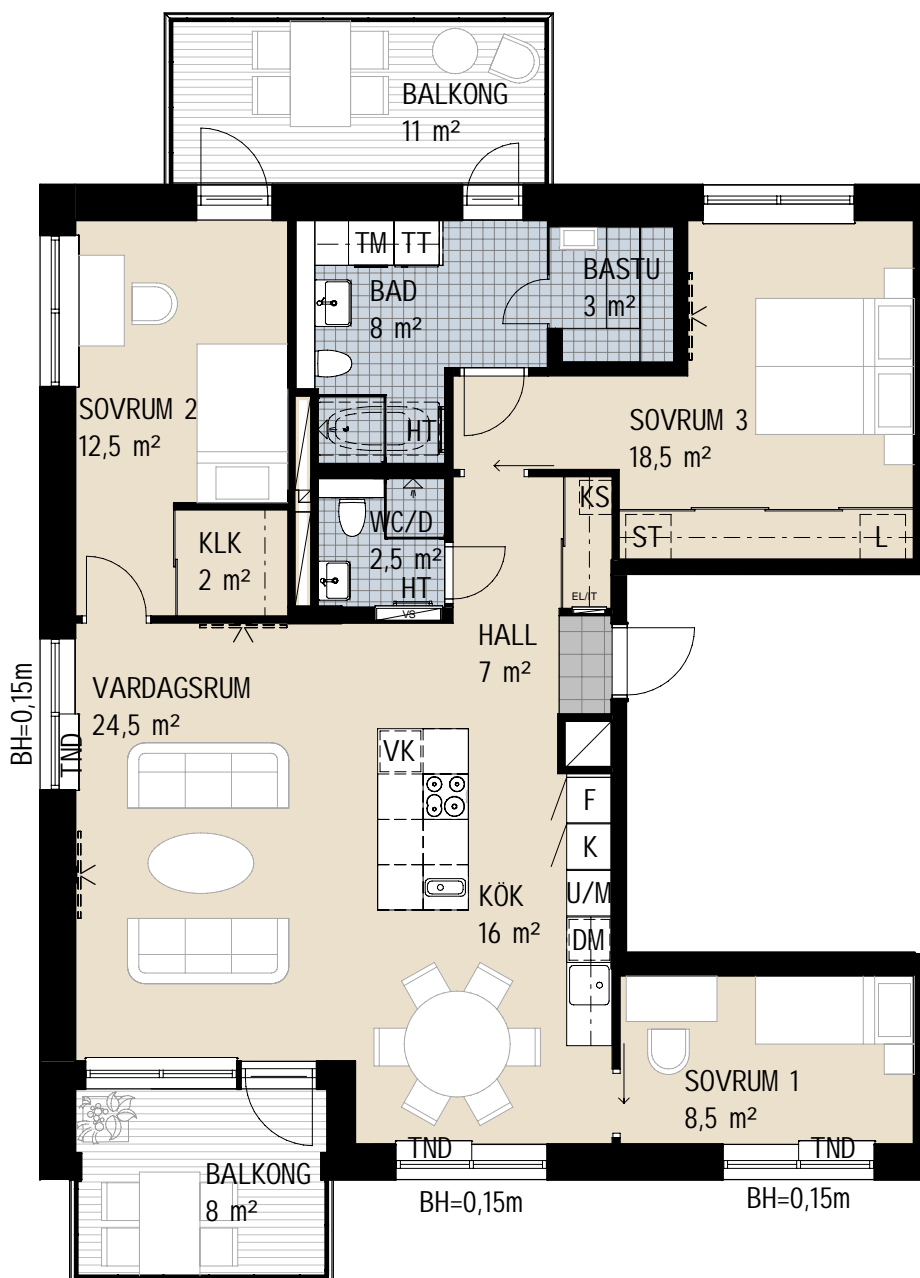 BALKONG
11 m²
TM
TT
BAD
8 m²
BASTU
3 m²
SOVRUM 2
12,5 m²
HT
SOVRUM 3
18,5 m²
KLK
2 m²
WC/D
2,5 m²
HT
VS
KS
EL/IT
ST
L
HALL
7 m²
BH=0,15m
TND
VARDAGSRUM
24,5 m²
VK
F
K
U/M
DM
KÖK
16 m²
SOVRUM 1
8,5 m²
BALKONG
8 m²
TND
BH=0,15m
TND
BH=0,15m